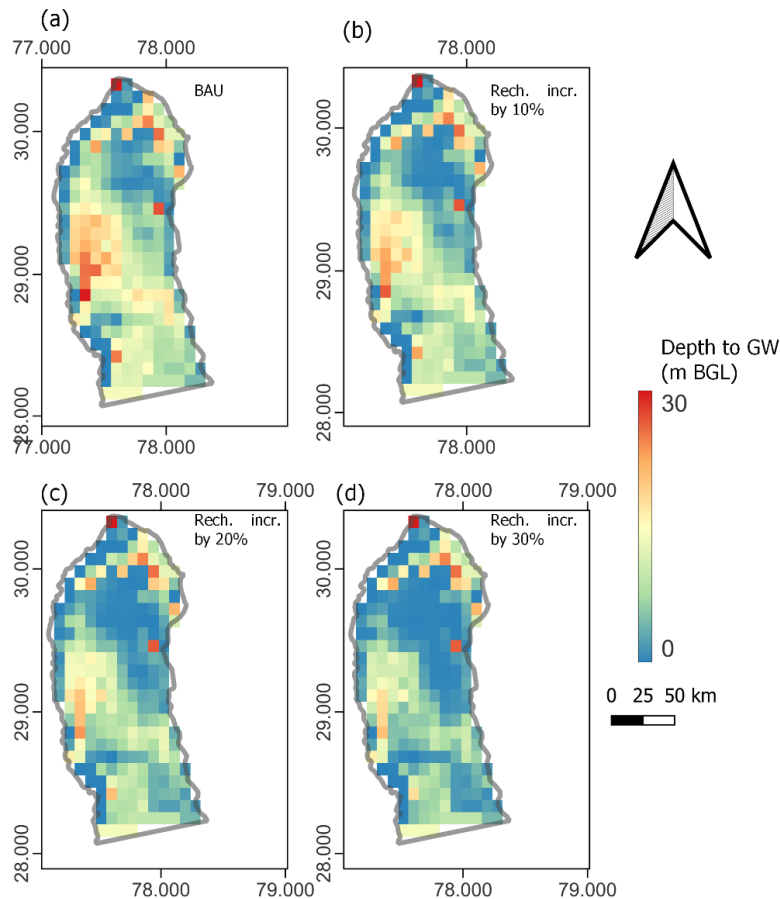 (a)
77.000 78.000
BAU
30.000
29.000
28.000
77.000 78.000
(b)
78.000
Rech. incr.
by 10%
30.000
29.000
28.000
78.000
Depth to GW
(m BGL)
30
0
0 25 50 km
(c)
78.000 79.000
Rech. incr.
by 20%
30.000
29.000
28.000
78.000 79.000
(d)
78.000 79.000
Rech. incr.
by 30%
30.000
29.000
28.000
78.000 79.000